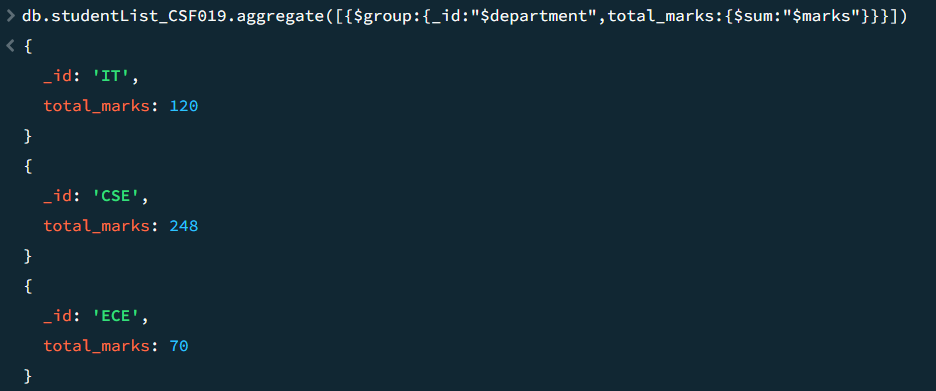 db.studentList_CSF019.aggregate([{$group:{_id:"$department",total_marks:{$sum:"$marks"}}}])
{
_id: 'IT',
total_marks: 120
}
{
_id: 'CSE',
total_marks: 248
}
{
_id: 'ECE',
total_marks: 70
}